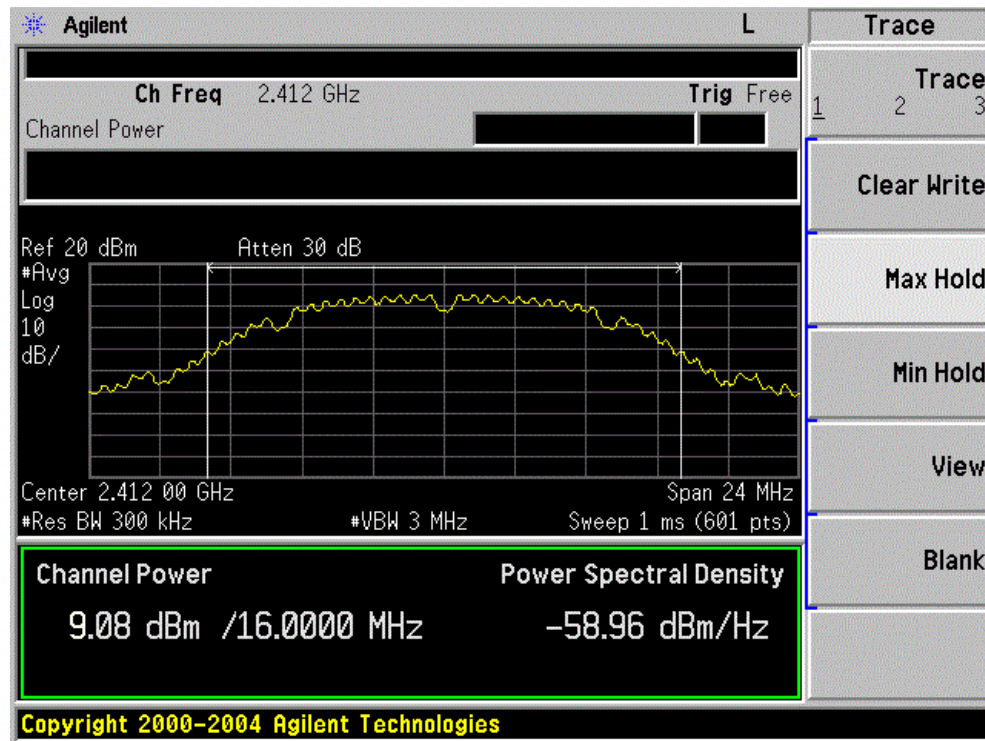 Agilent L Trace
Ch Freq 2.412 GHz Trig Free
Channel Power
Trace
1 2 3
Clear Write
Ref 20 dBm Atten 30 dB
#Avg
Log
10
dB/
Max Hold
Min Hold
View
Center 2.412 00 GHz Span 24 MHz
#Res BW 300 kHz #VBW 3 MHz Sweep 1 ms (601 pts)
Blank
Channel Power Power Spectral Density
9.08 dBm /16.0000 MHz -58.96 dBm/Hz
Copyright 2000-2004 Agilent Technologies